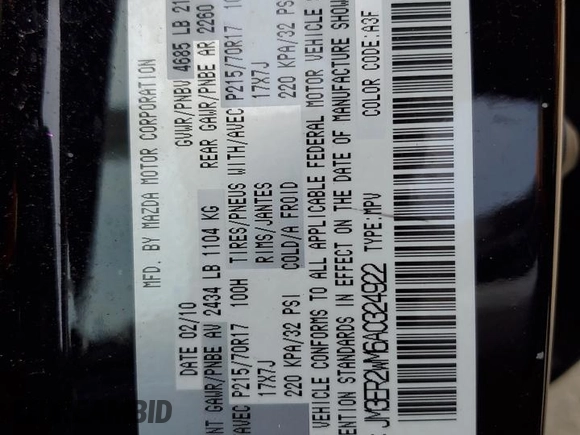 MFD. BY MAZDA MOTOR CORPORATION
DATE 02/10 GVWR/PNBV 4685 LB 21
NT GAWR/PNBE AV 2434 LB 1104 KG REAR GAWR/PNBE AR 2260
AVEC P215/70R17 100H TIRES/PNEUS WITH/AVEC P215/70R17
17X7J RIMS/JANTES 17X7J
220 KPA/32 PSI COLD/A FROID 220 KPA/32 PS
VEHICLE CONFORMS TO ALL APPLICABLE FEDERAL MOTOR VEHICLE
ENTION STANDARDS IN EFFECT ON THE DATE OF MANUFACTURE SHOW
TYPE:MPV COLOR CODE:A3F
BID